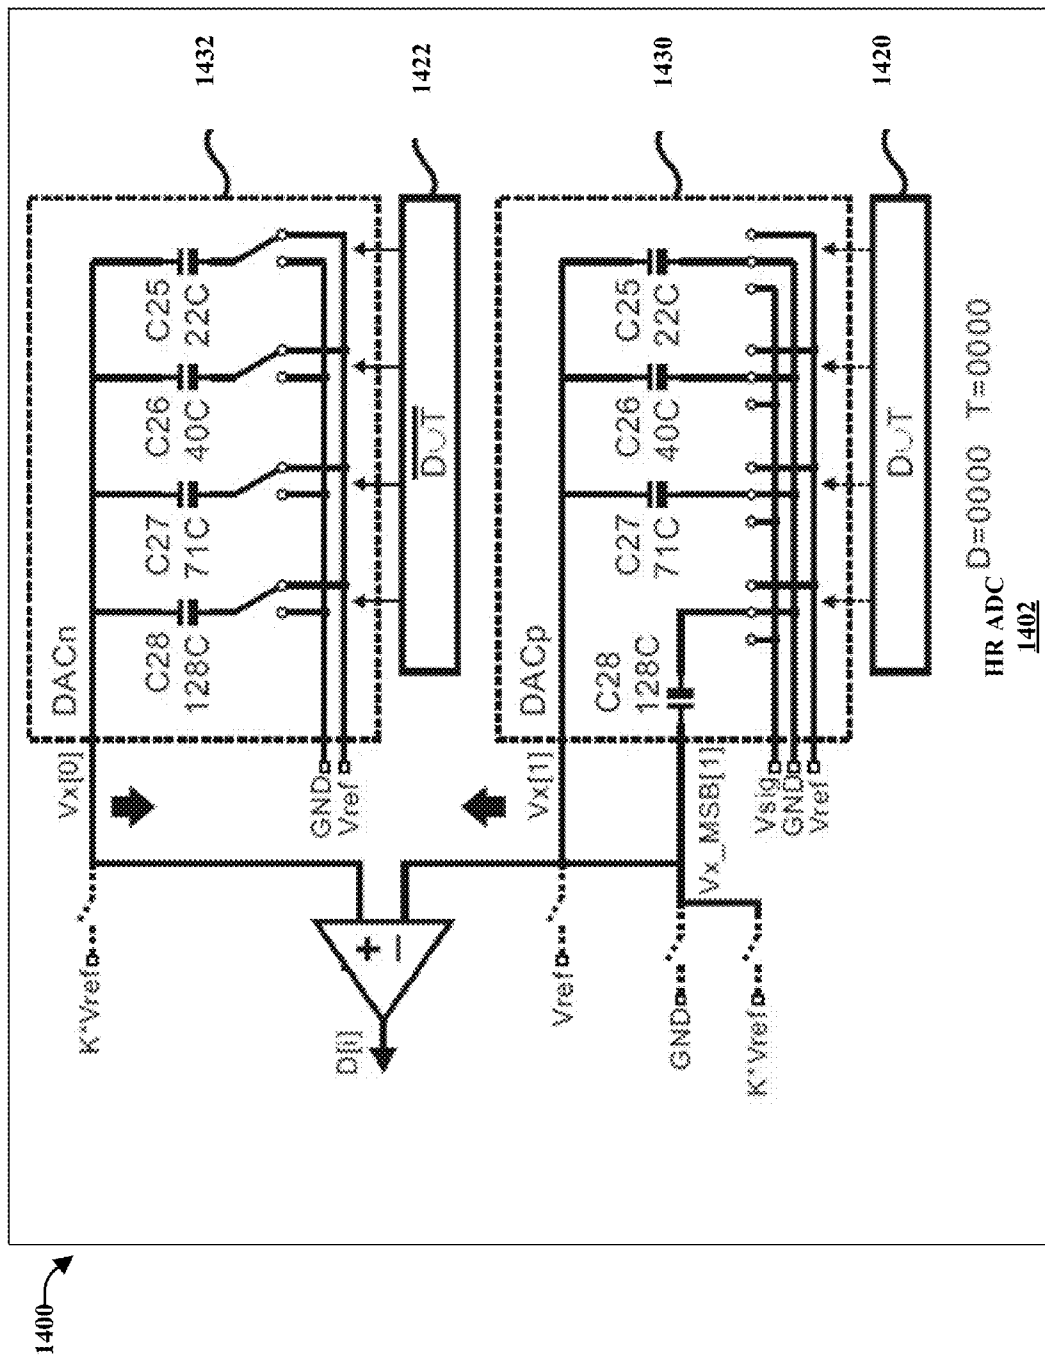 1400
1432
1422
1430
1420
DACn
C28
128C
C27
71C
C26
40C
C25
22C
Vx[0]
GND
Vref
K*Vref
D∪T
+
−
D[i]
DACp
C28
128C
C27
71C
C26
40C
C25
22C
Vx[1]
Vx_MSB[1]
Vsig
GND
Vref
Vref
GND
K*Vref
D∪T
D=0000 T=0000
HR ADC
1402